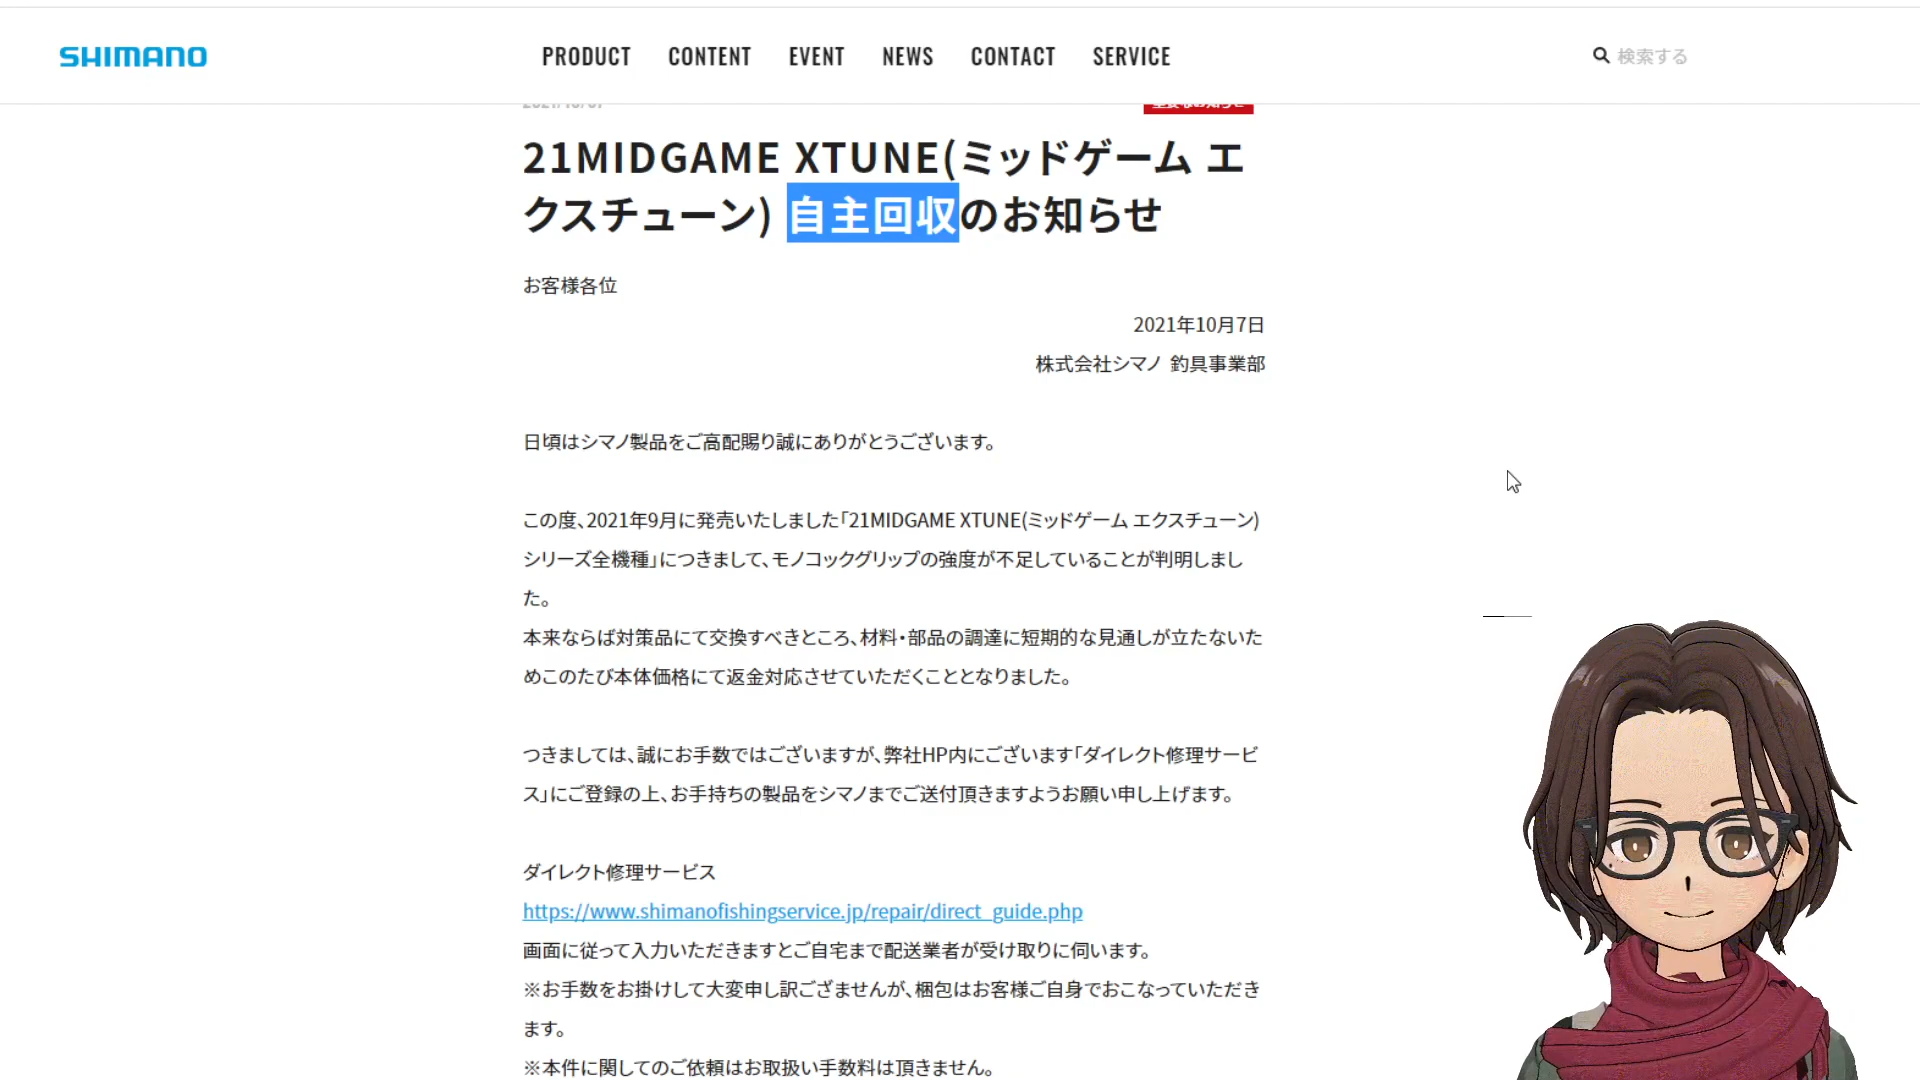 SHIMANO
PRODUCT CONTENT EVENT NEWS CONTACT SERVICE
検索する
21MIDGAME XTUNE(ミッドゲーム エ
クスチューン) 自主回収のお知らせ
お客様各位
2021年10月7日
株式会社シマノ 釣具事業部
日頃はシマノ製品をご高配賜り誠にありがとうございます。
この度、2021年9月に発売いたしました「21MIDGAME XTUNE(ミッドゲーム エクスチューン)
シリーズ全機種」につきまして、モノコックグリップの強度が不足していることが判明しまし
た。
本来ならば対策品にて交換すべきところ、材料・部品の調達に短期的な見通しが立たないた
めこのたび本体価格にて返金対応させていただくこととなりました。
つきましては、誠にお手数ではございますが、弊社HP内にございます「ダイレクト修理サービ
ス」にご登録の上、お手持ちの製品をシマノまでご送付頂きますようお願い申し上げます。
ダイレクト修理サービス
https://www.shimanofishingservice.jp/repair/direct_guide.php
画面に従って入力いただきますとご自宅まで配送業者が受け取りに伺います。
※お手数をお掛けして大変申し訳ござませんが、梱包はお客様ご自身でおこなっていただき
ます。
※本件に関してのご依頼はお取扱い手数料は頂きません。